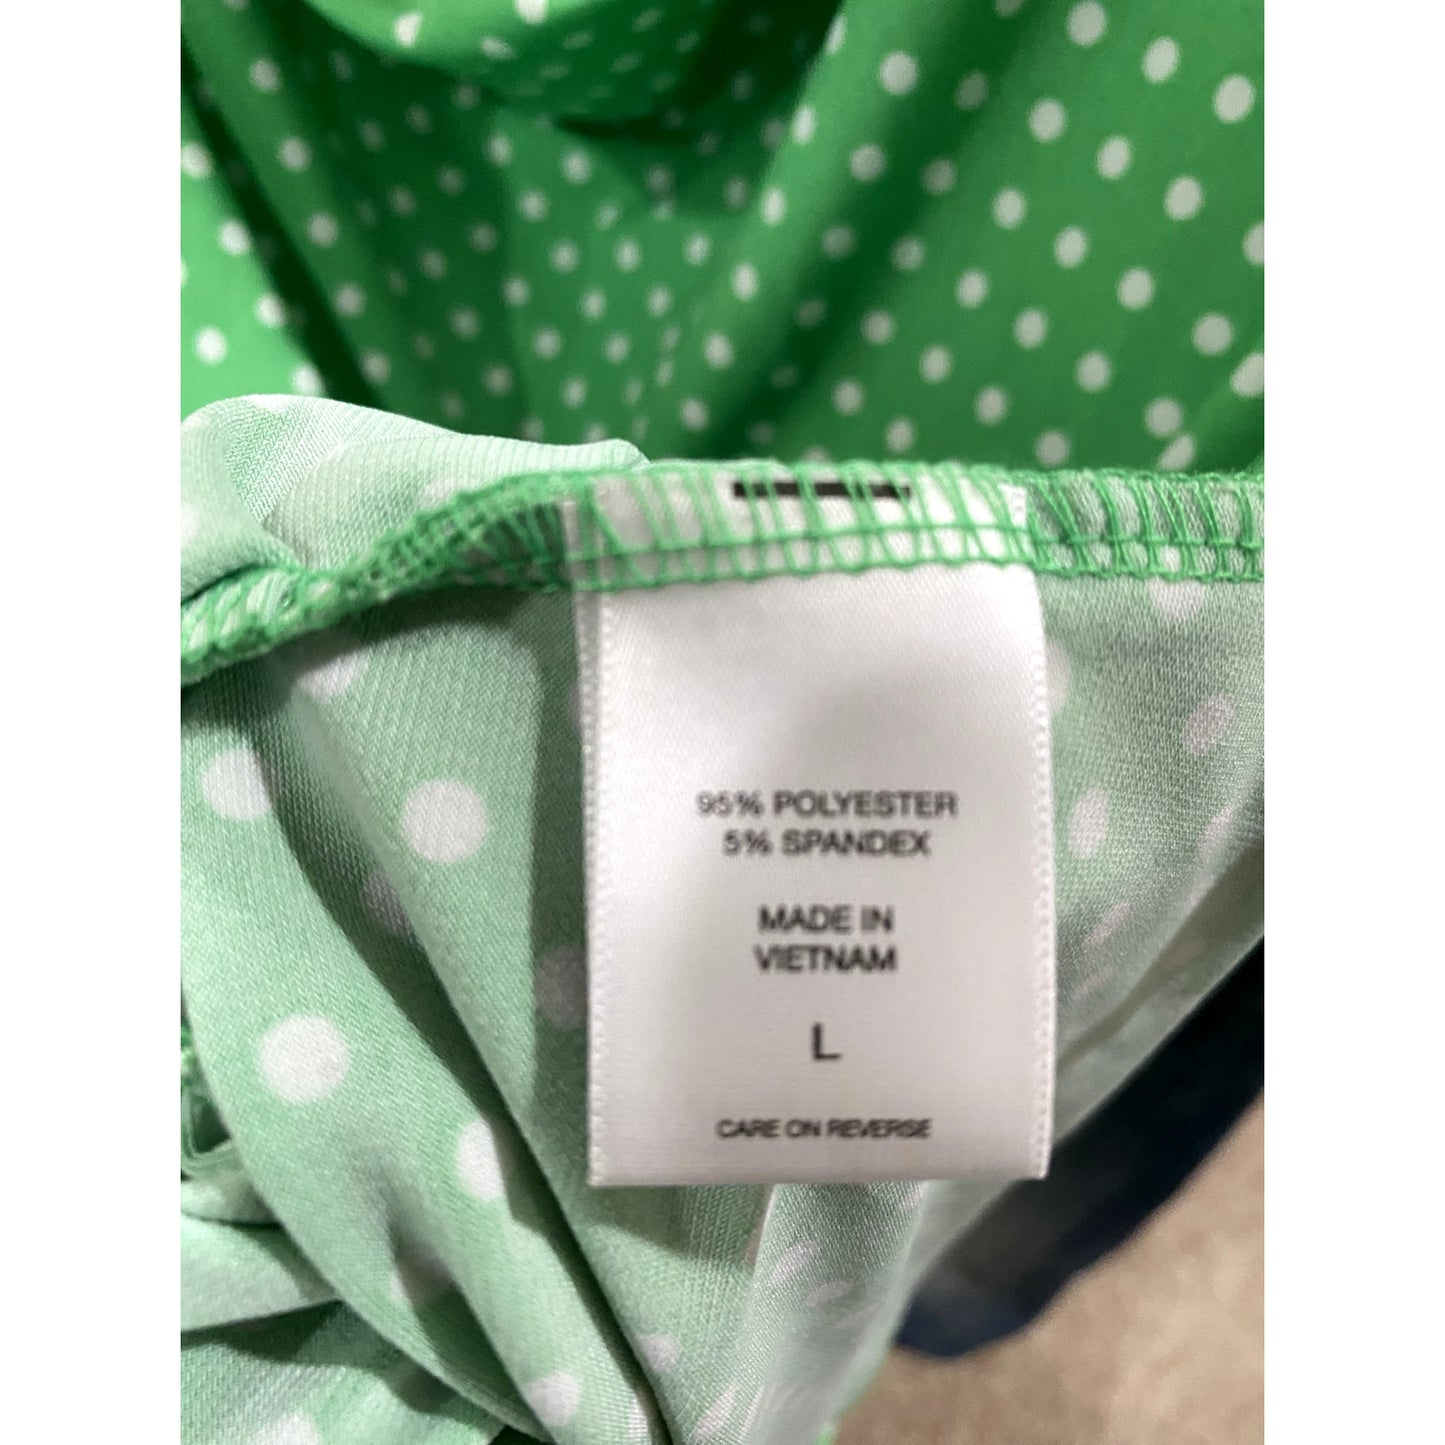 95% POLYESTER
5% SPANDEX
MADE IN
VIETNAM
L
CARE ON REVERSE